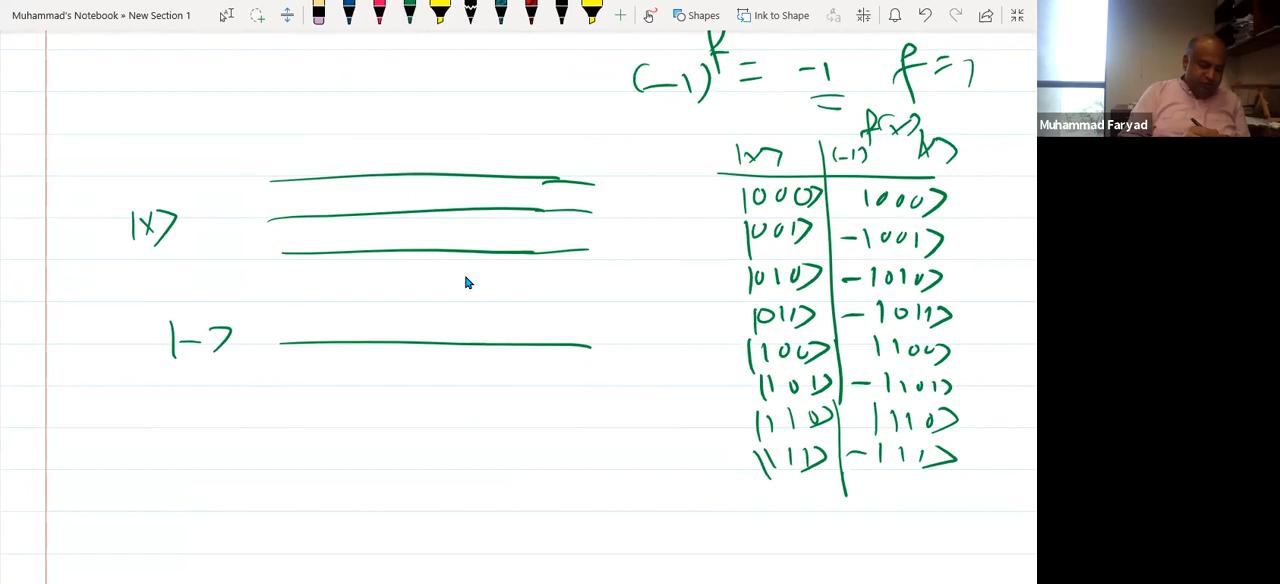 Muhammad's Notebook » New Section 1
Shapes
Ink to Shape
(-1)^f = -1 f=1
Muhammad Faryad
|x> (-1)^f(x) |x>
|000> |000>
|001> -|001>
|x>
|010> -|010>
|011> -|011>
|-> |100> |100>
|101> -|101>
|110> |110>
|111> -|111>